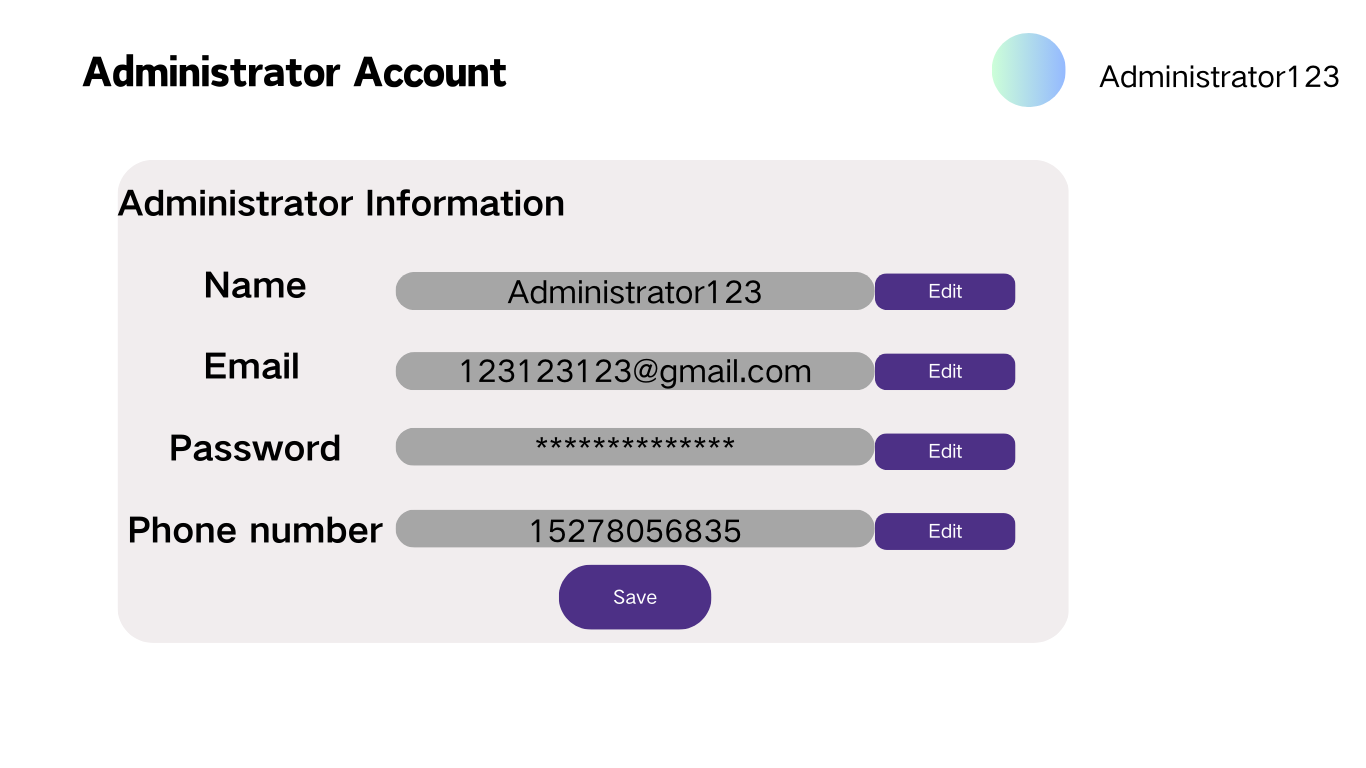 Administrator Account
Administrator123
Administrator Information
Name
Administrator123
Edit
Email
123123123@gmail.com
Edit
Password
**************
Edit
Phone number
15278056835
Edit
Save